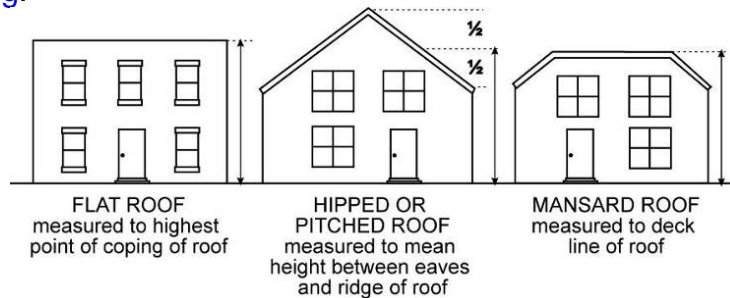 g.
½
½
FLAT ROOF
measured to highest
point of coping of roof
HIPPED OR
PITCHED ROOF
measured to mean
height between eaves
and ridge of roof
MANSARD ROOF
measured to deck
line of roof